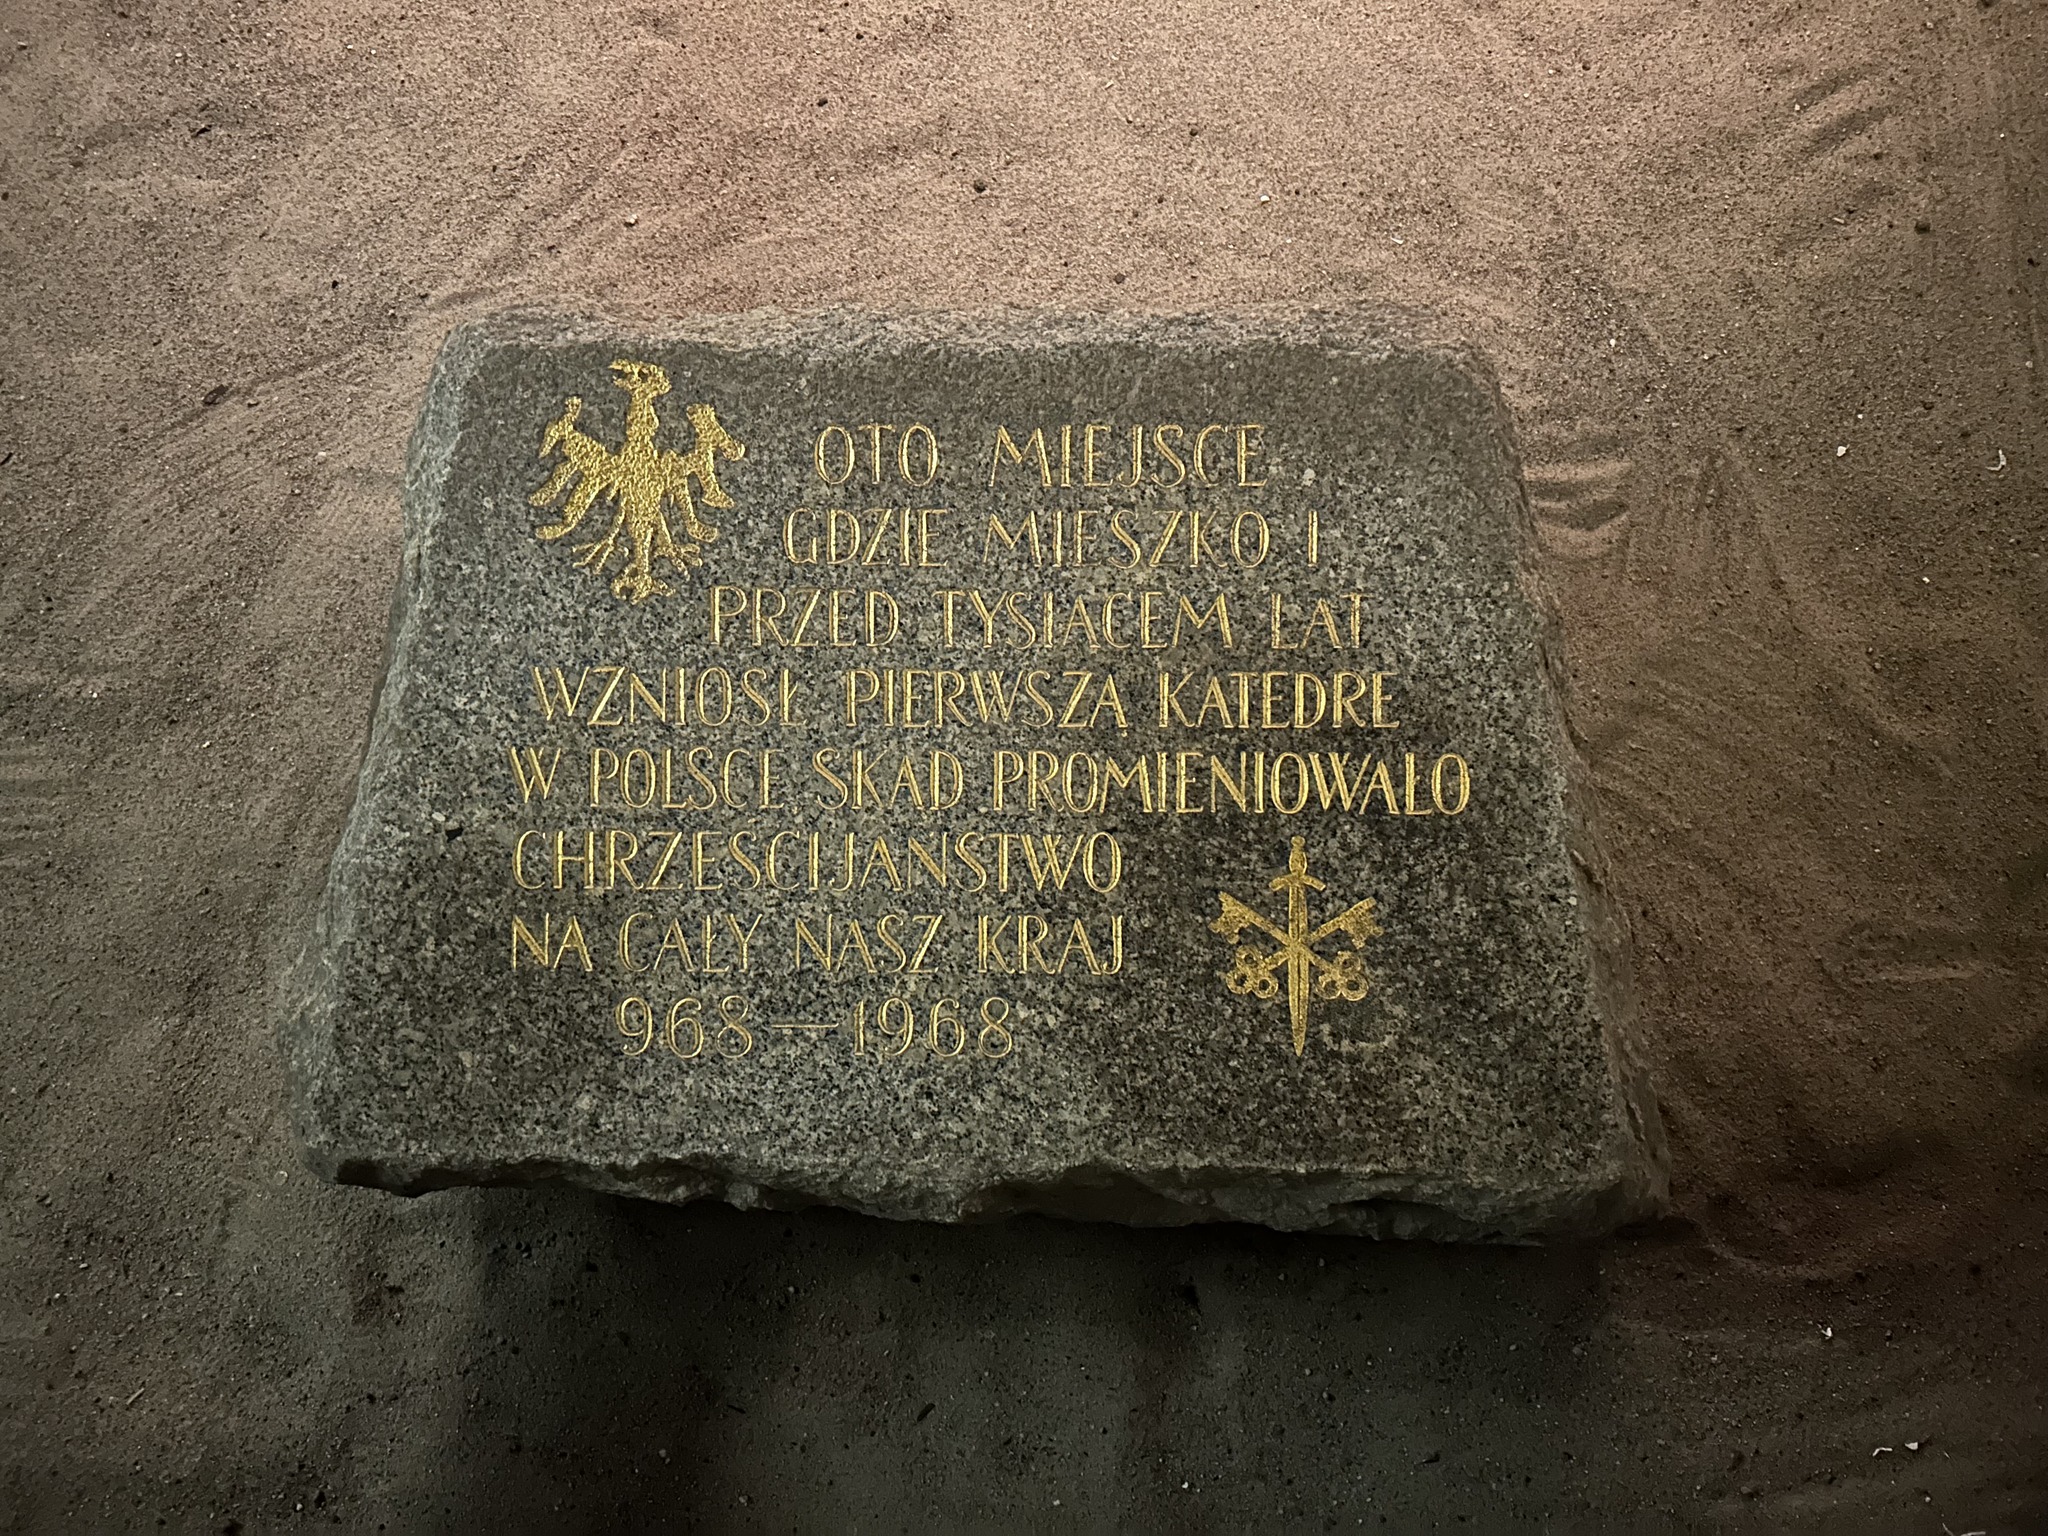 OTO MIEJSCE
GDZIE MIESZKO I
PRZED TYSIĄCEM LAT
WZNIOSŁ PIERWSZĄ KATEDRĘ
W POLSCE SKĄD PROMIENIOWAŁO
CHRZEŚCIJAŃSTWO
NA CAŁY NASZ KRAJ
968—1968